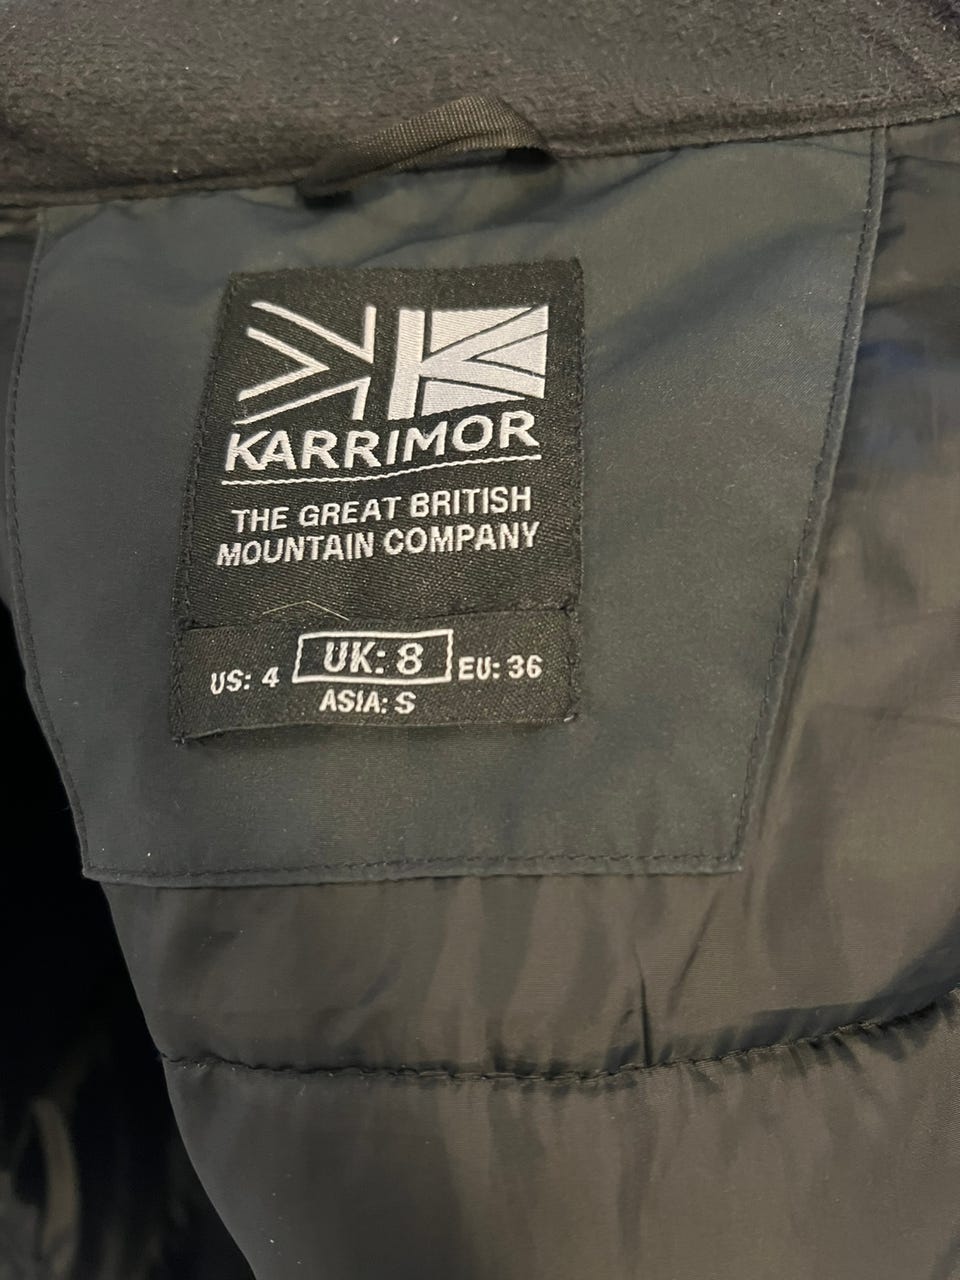 KARRIMOR
THE GREAT BRITISH
MOUNTAIN COMPANY
US: 4 UK: 8 EU: 36
ASIA: S